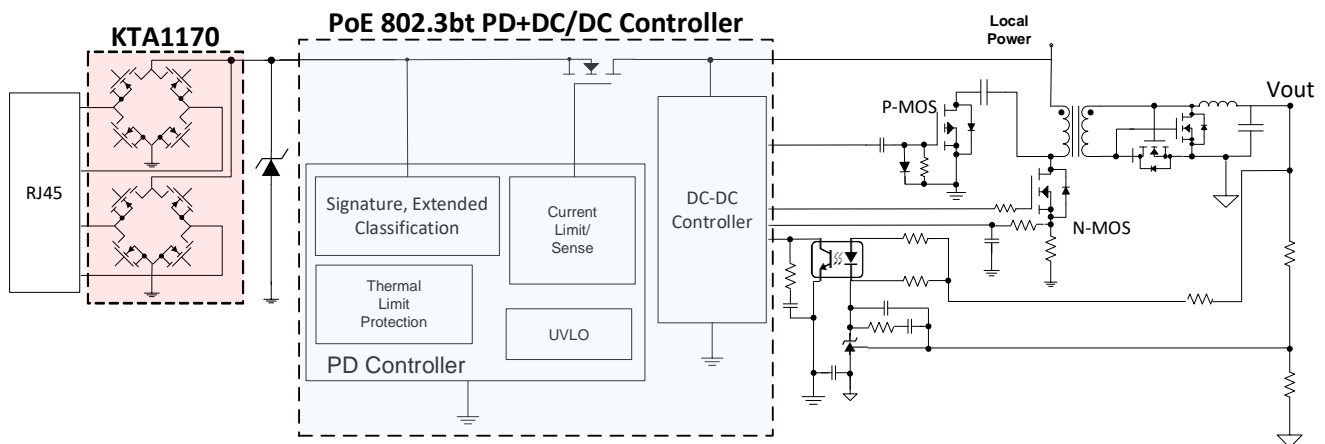 PoE 802.3bt PD+DC/DC Controller
KTA1170
Local
Power
Vout
P-MOS
RJ45
Signature, Extended
Classification
Current
Limit/
Sense
DC-DC
Controller
N-MOS
Thermal
Limit
Protection
UVLO
PD Controller